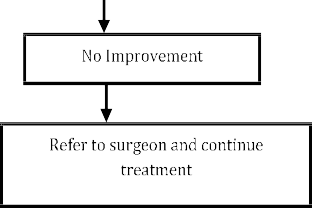 No Improvement
Refer to surgeon and continue
treatment